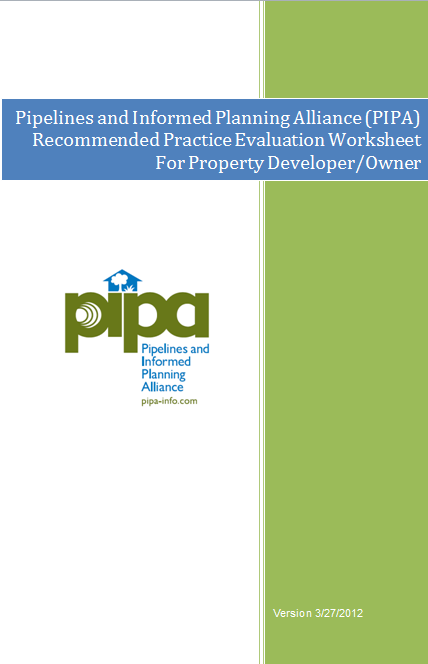 Pipelines and Informed Planning Alliance (PIPA)
Recommended Practice Evaluation Worksheet
For Property Developer/Owner
pipa
Pipelines and
Informed
Planning
Alliance
pipa-info.com
Version 3/27/2012